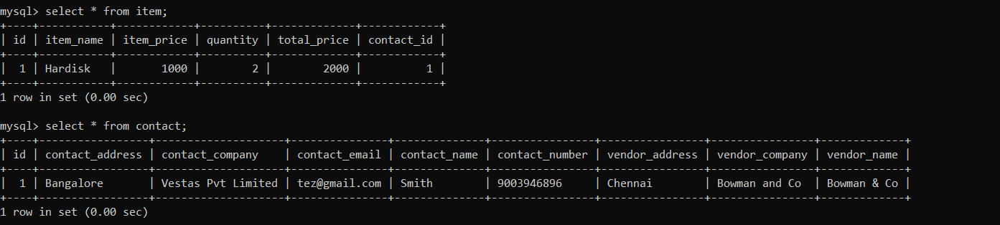 mysql> select * from item;
+----+-----------+------------+----------+-------------+------------+
| id | item_name | item_price | quantity | total_price | contact_id |
+----+-----------+------------+----------+-------------+------------+
|  1 | Hardisk   |       1000 |        2 |        2000 |          1 |
+----+-----------+------------+----------+-------------+------------+
1 row in set (0.00 sec)

mysql> select * from contact;
+----+-----------------+--------------------+---------------+--------------+----------------+----------------+----------------+-------------+
| id | contact_address | contact_company    | contact_email | contact_name | contact_number | vendor_address | vendor_company | vendor_name |
+----+-----------------+--------------------+---------------+--------------+----------------+----------------+----------------+-------------+
|  1 | Bangalore       | Vestas Pvt Limited | tez@gmail.com | Smith        | 9003946896     | Chennai        | Bowman and Co  | Bowman & Co |
+----+-----------------+--------------------+---------------+--------------+----------------+----------------+----------------+-------------+
1 row in set (0.00 sec)